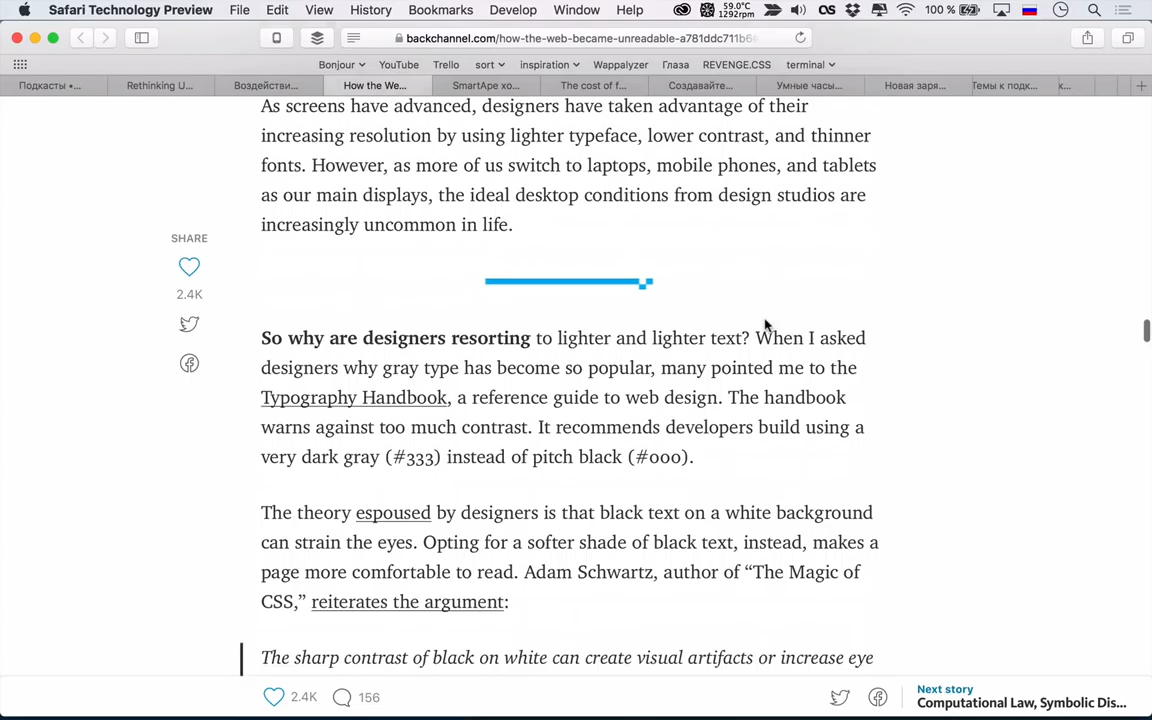 Safari Technology Preview File Edit View History Bookmarks Develop Window Help 59.0°C 1292rpm 100 %
backchannel.com/how-the-web-became-unreadable-a781ddc711b6
Bonjour YouTube Trello sort inspiration Wappalyzer Глаза REVENGE.CSS terminal
Подкасты •... Rethinking U... Воздействи... How the We... SmartApe хо... The cost of f... Создавайте... Умные часы... Новая заря... Темы к подк... к...
As screens have advanced, designers have taken advantage of their
increasing resolution by using lighter typeface, lower contrast, and thinner
fonts. However, as more of us switch to laptops, mobile phones, and tablets
as our main displays, the ideal desktop conditions from design studios are
increasingly uncommon in life.
SHARE
2.4K
So why are designers resorting to lighter and lighter text? When I asked
designers why gray type has become so popular, many pointed me to the
Typography Handbook, a reference guide to web design. The handbook
warns against too much contrast. It recommends developers build using a
very dark gray (#333) instead of pitch black (#000).
The theory espoused by designers is that black text on a white background
can strain the eyes. Opting for a softer shade of black text, instead, makes a
page more comfortable to read. Adam Schwartz, author of “The Magic of
CSS,” reiterates the argument:
The sharp contrast of black on white can create visual artifacts or increase eye
2.4K 156
Next story
Computational Law, Symbolic Dis...